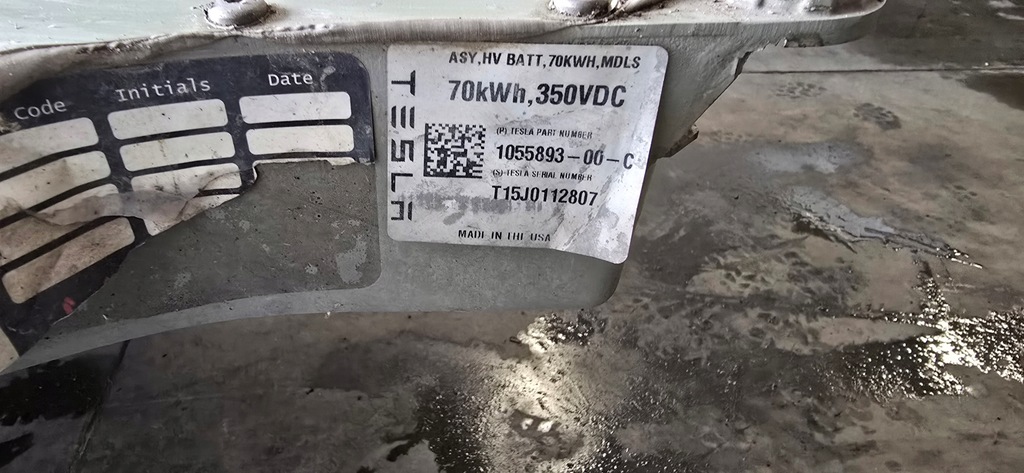 Code Initials Date
TESLA
ASY,HV BATT,70KWH,MDLS
70kWh,350VDC
(P) TESLA PART NUMBER
1055893-00-C
(S) TESLA SERIAL NUMBER
T15J0112807
MADE IN THE USA